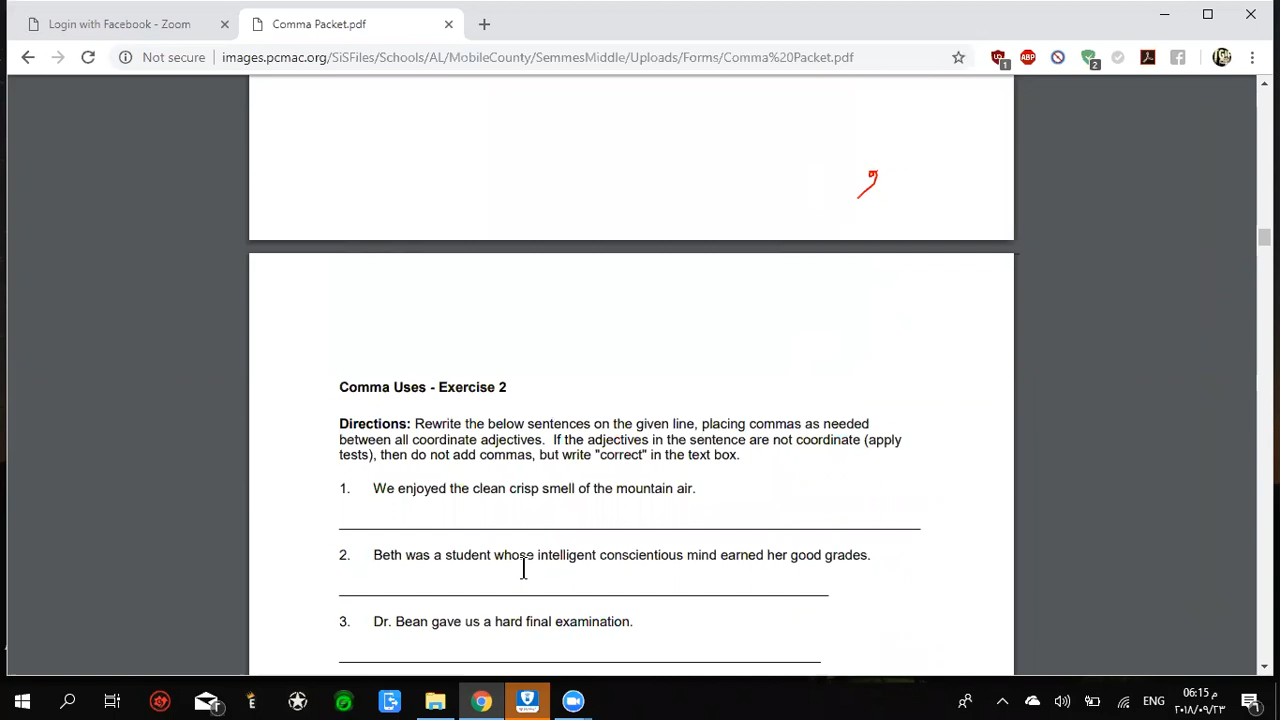 Login with Facebook - Zoom
Comma Packet.pdf
Not secure
images.pcmac.org/SiSFiles/Schools/AL/MobileCounty/SemmesMiddle/Uploads/Forms/Comma%20Packet.pdf
1
ABP
2
Comma Uses - Exercise 2
Directions: Rewrite the below sentences on the given line, placing commas as needed
between all coordinate adjectives. If the adjectives in the sentence are not coordinate (apply
tests), then do not add commas, but write "correct" in the text box.
1. We enjoyed the clean crisp smell of the mountain air.
2. Beth was a student whose intelligent conscientious mind earned her good grades.
3. Dr. Bean gave us a hard final examination.
ENG
06:15 م
٢٠١٨/٠٩/٢٣